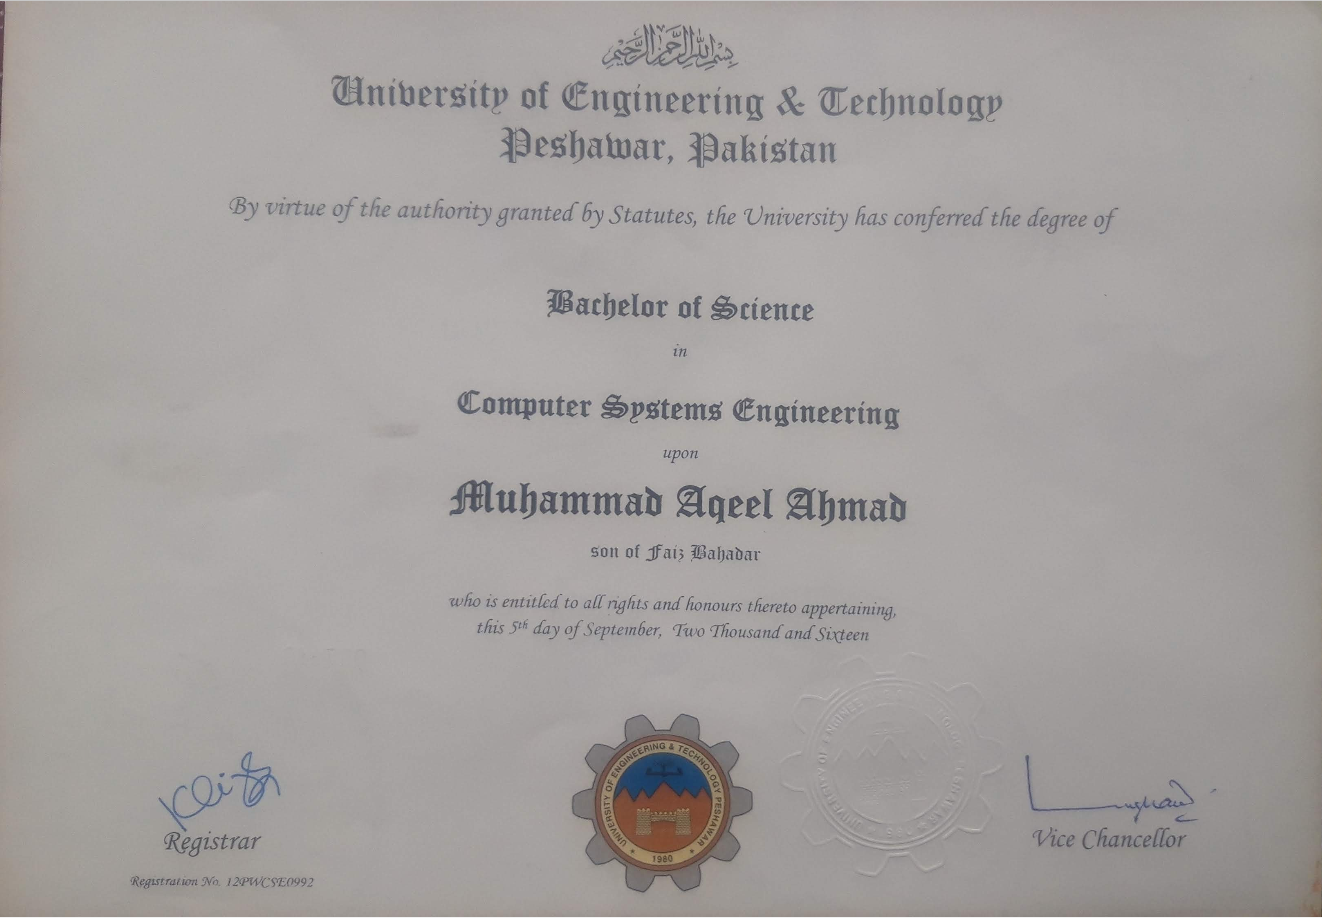 بسم الله الرحمن الرحيم
University of Engineering & Technology
Peshawar, Pakistan
By virtue of the authority granted by Statutes, the University has conferred the degree of
Bachelor of Science
in
Computer Systems Engineering
upon
Muhammad Aqeel Ahmad
son of Faiz Bahadar
who is entitled to all rights and honours thereto appertaining,
this 5th day of September, Two Thousand and Sixteen
UNIVERSITY OF ENGINEERING & TECHNOLOGY PESHAWAR
1980
Registrar
Vice Chancellor
Registration No. 12PWCSE0992